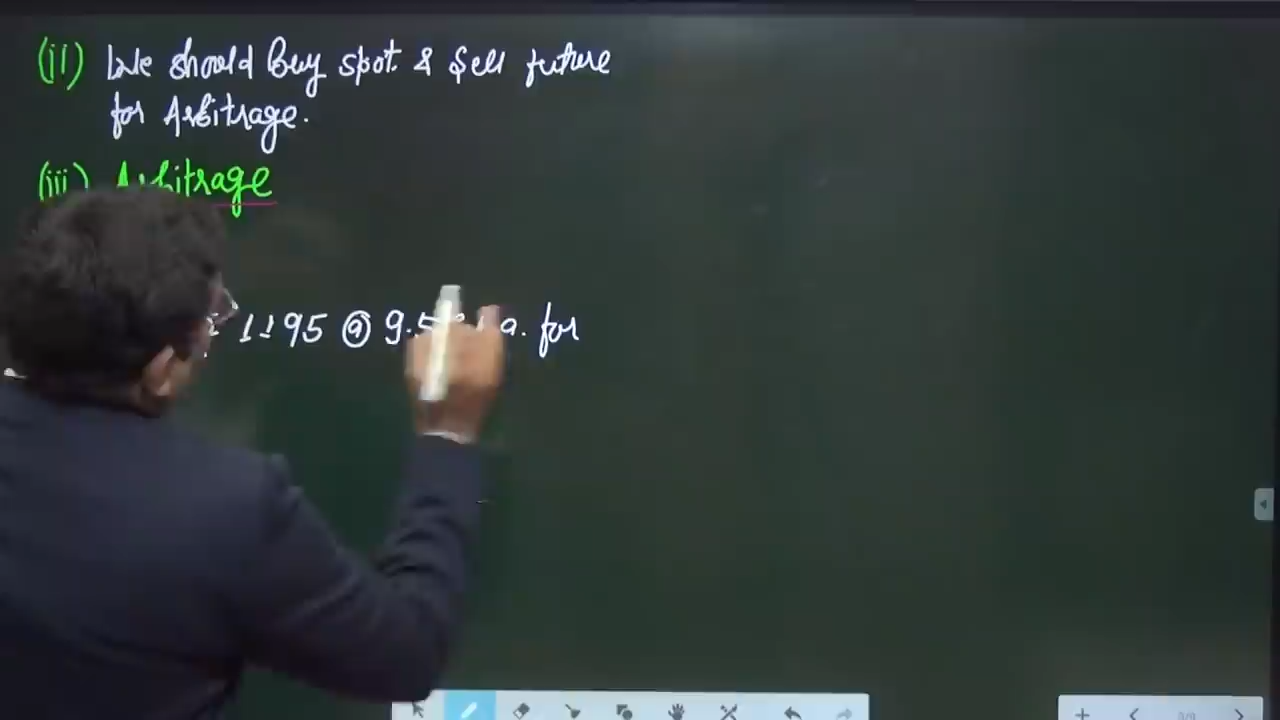 (ii) We should Buy spot & Sell future
for Arbitrage.
(iii) Arbitrage
1195 @ 9.5 a. for